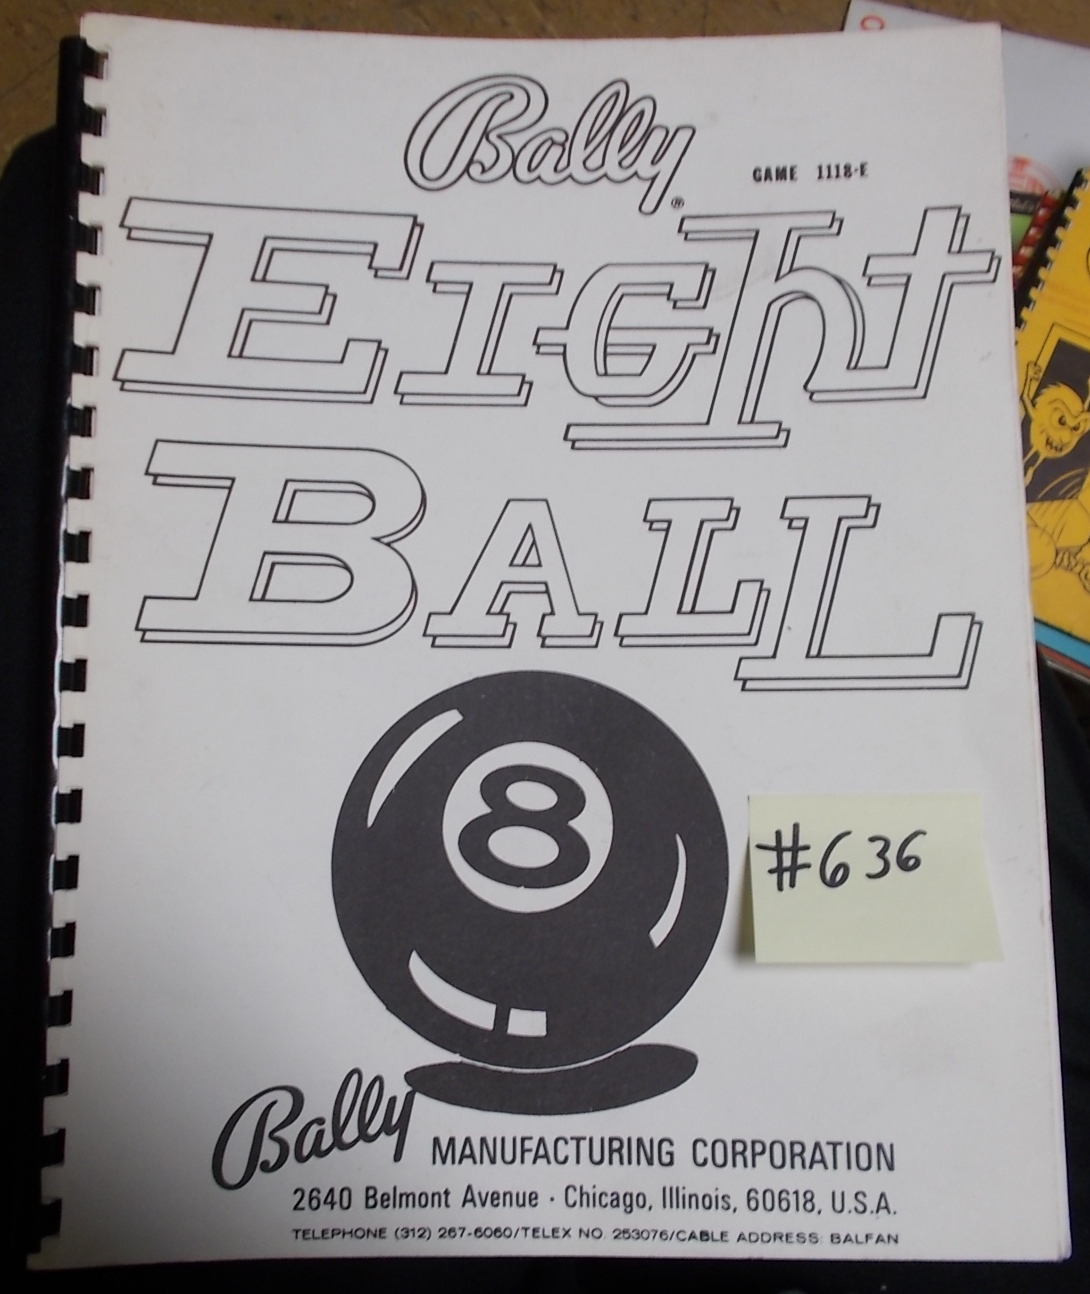 Bally®
GAME 1118-E
EIGht
BALL
8
#636
Bally MANUFACTURING CORPORATION
2640 Belmont Avenue · Chicago, Illinois, 60618, U.S.A.
TELEPHONE (312) 267-6060/TELEX NO. 253076/CABLE ADDRESS: BALFAN